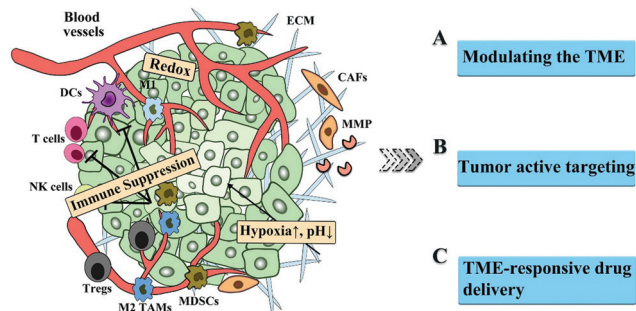 Blood
vessels
ECM
Redox
M1
DCs
CAFs
MMP
T cells
NK cells
Immune Suppression
Hypoxia↑, pH↓
Tregs
M2 TAMs
MDSCs
A
Modulating the TME
B
Tumor active targeting
C
TME-responsive drug
delivery